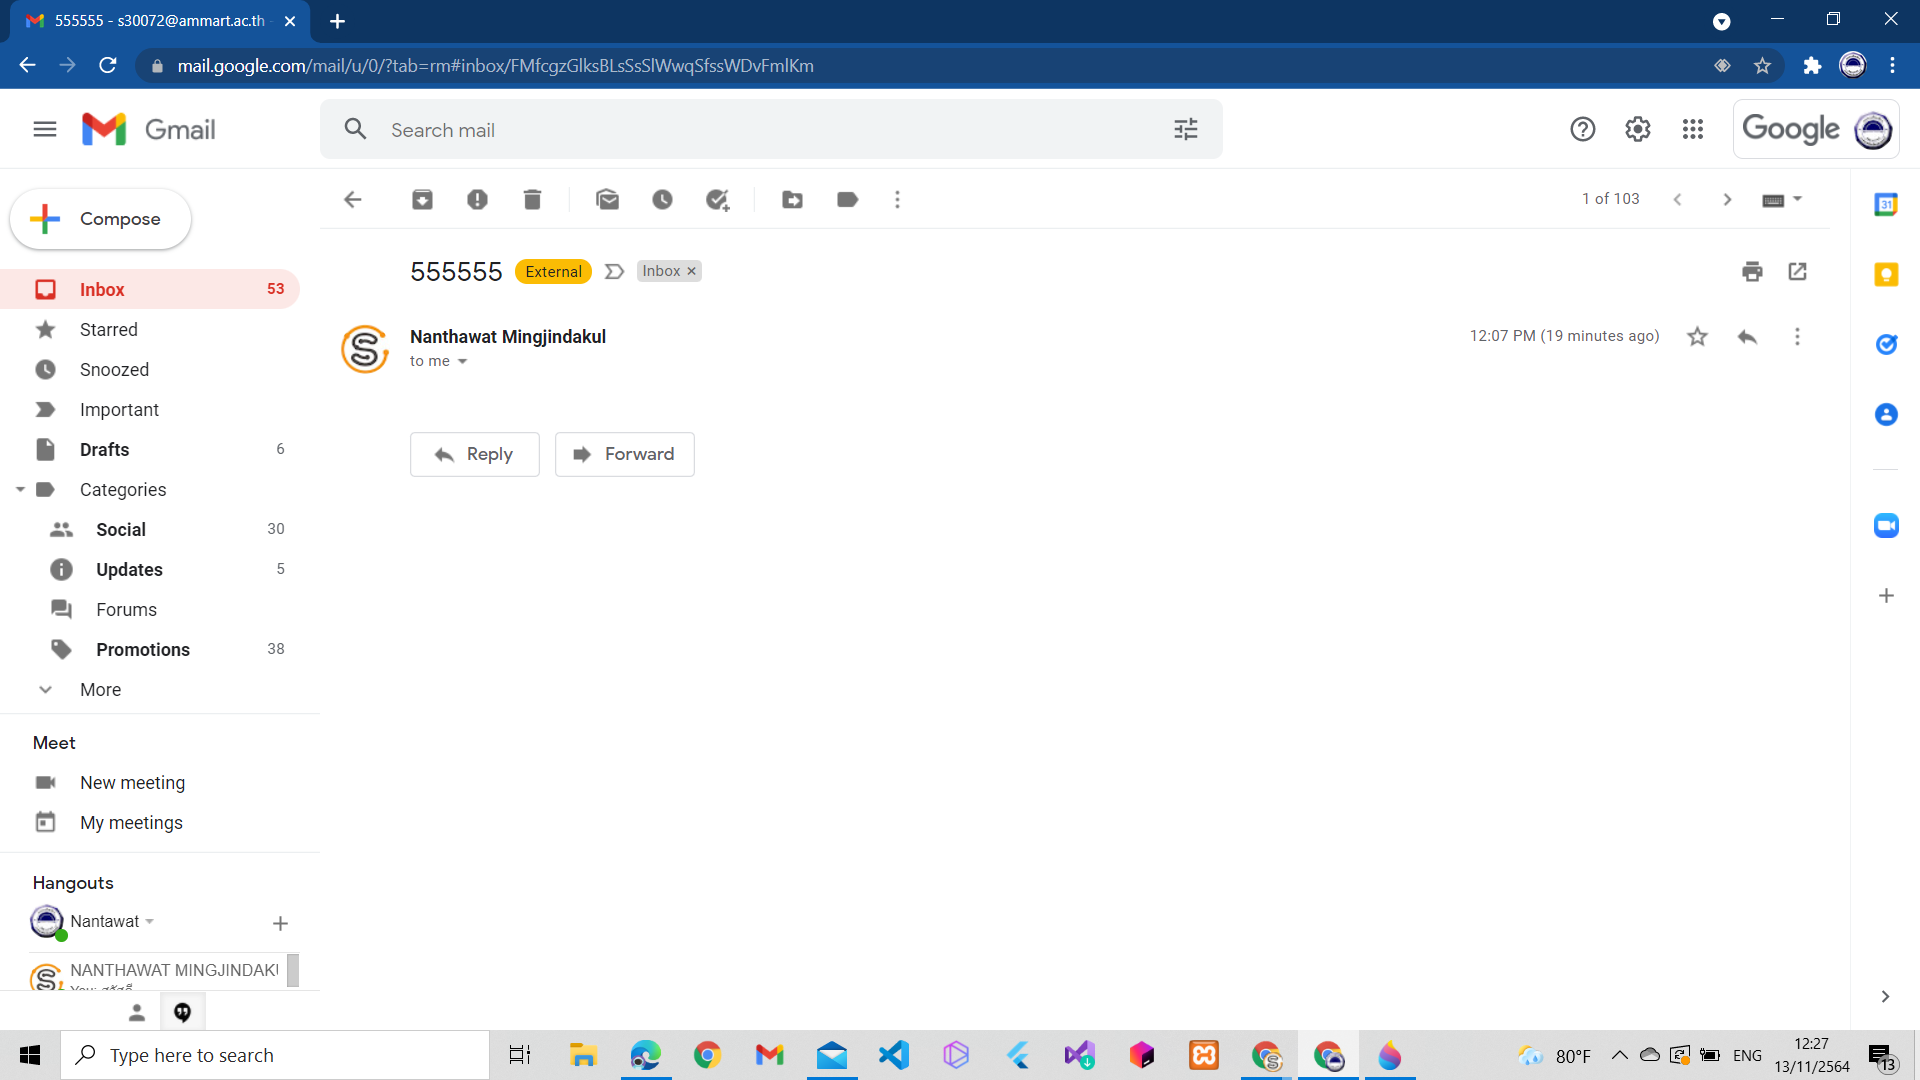 555555 - s30072@ammart.ac.th
mail.google.com/mail/u/0/?tab=rm#inbox/FMfcgzGlksBLsSsSlWwqSfssWDvFmlKm
Gmail
Search mail
Google
Compose
1 of 103
555555 External Inbox
Inbox 53
Nanthawat Mingjindakul
12:07 PM (19 minutes ago)
to me
Starred
Snoozed
Important
Reply
Forward
Drafts 6
Categories
Social 30
Updates 5
Forums
Promotions 38
More
Meet
New meeting
My meetings
Hangouts
Nantawat
NANTHAWAT MINGJINDAKU
Type here to search
80°F
ENG
12:27
13/11/2564
13
31